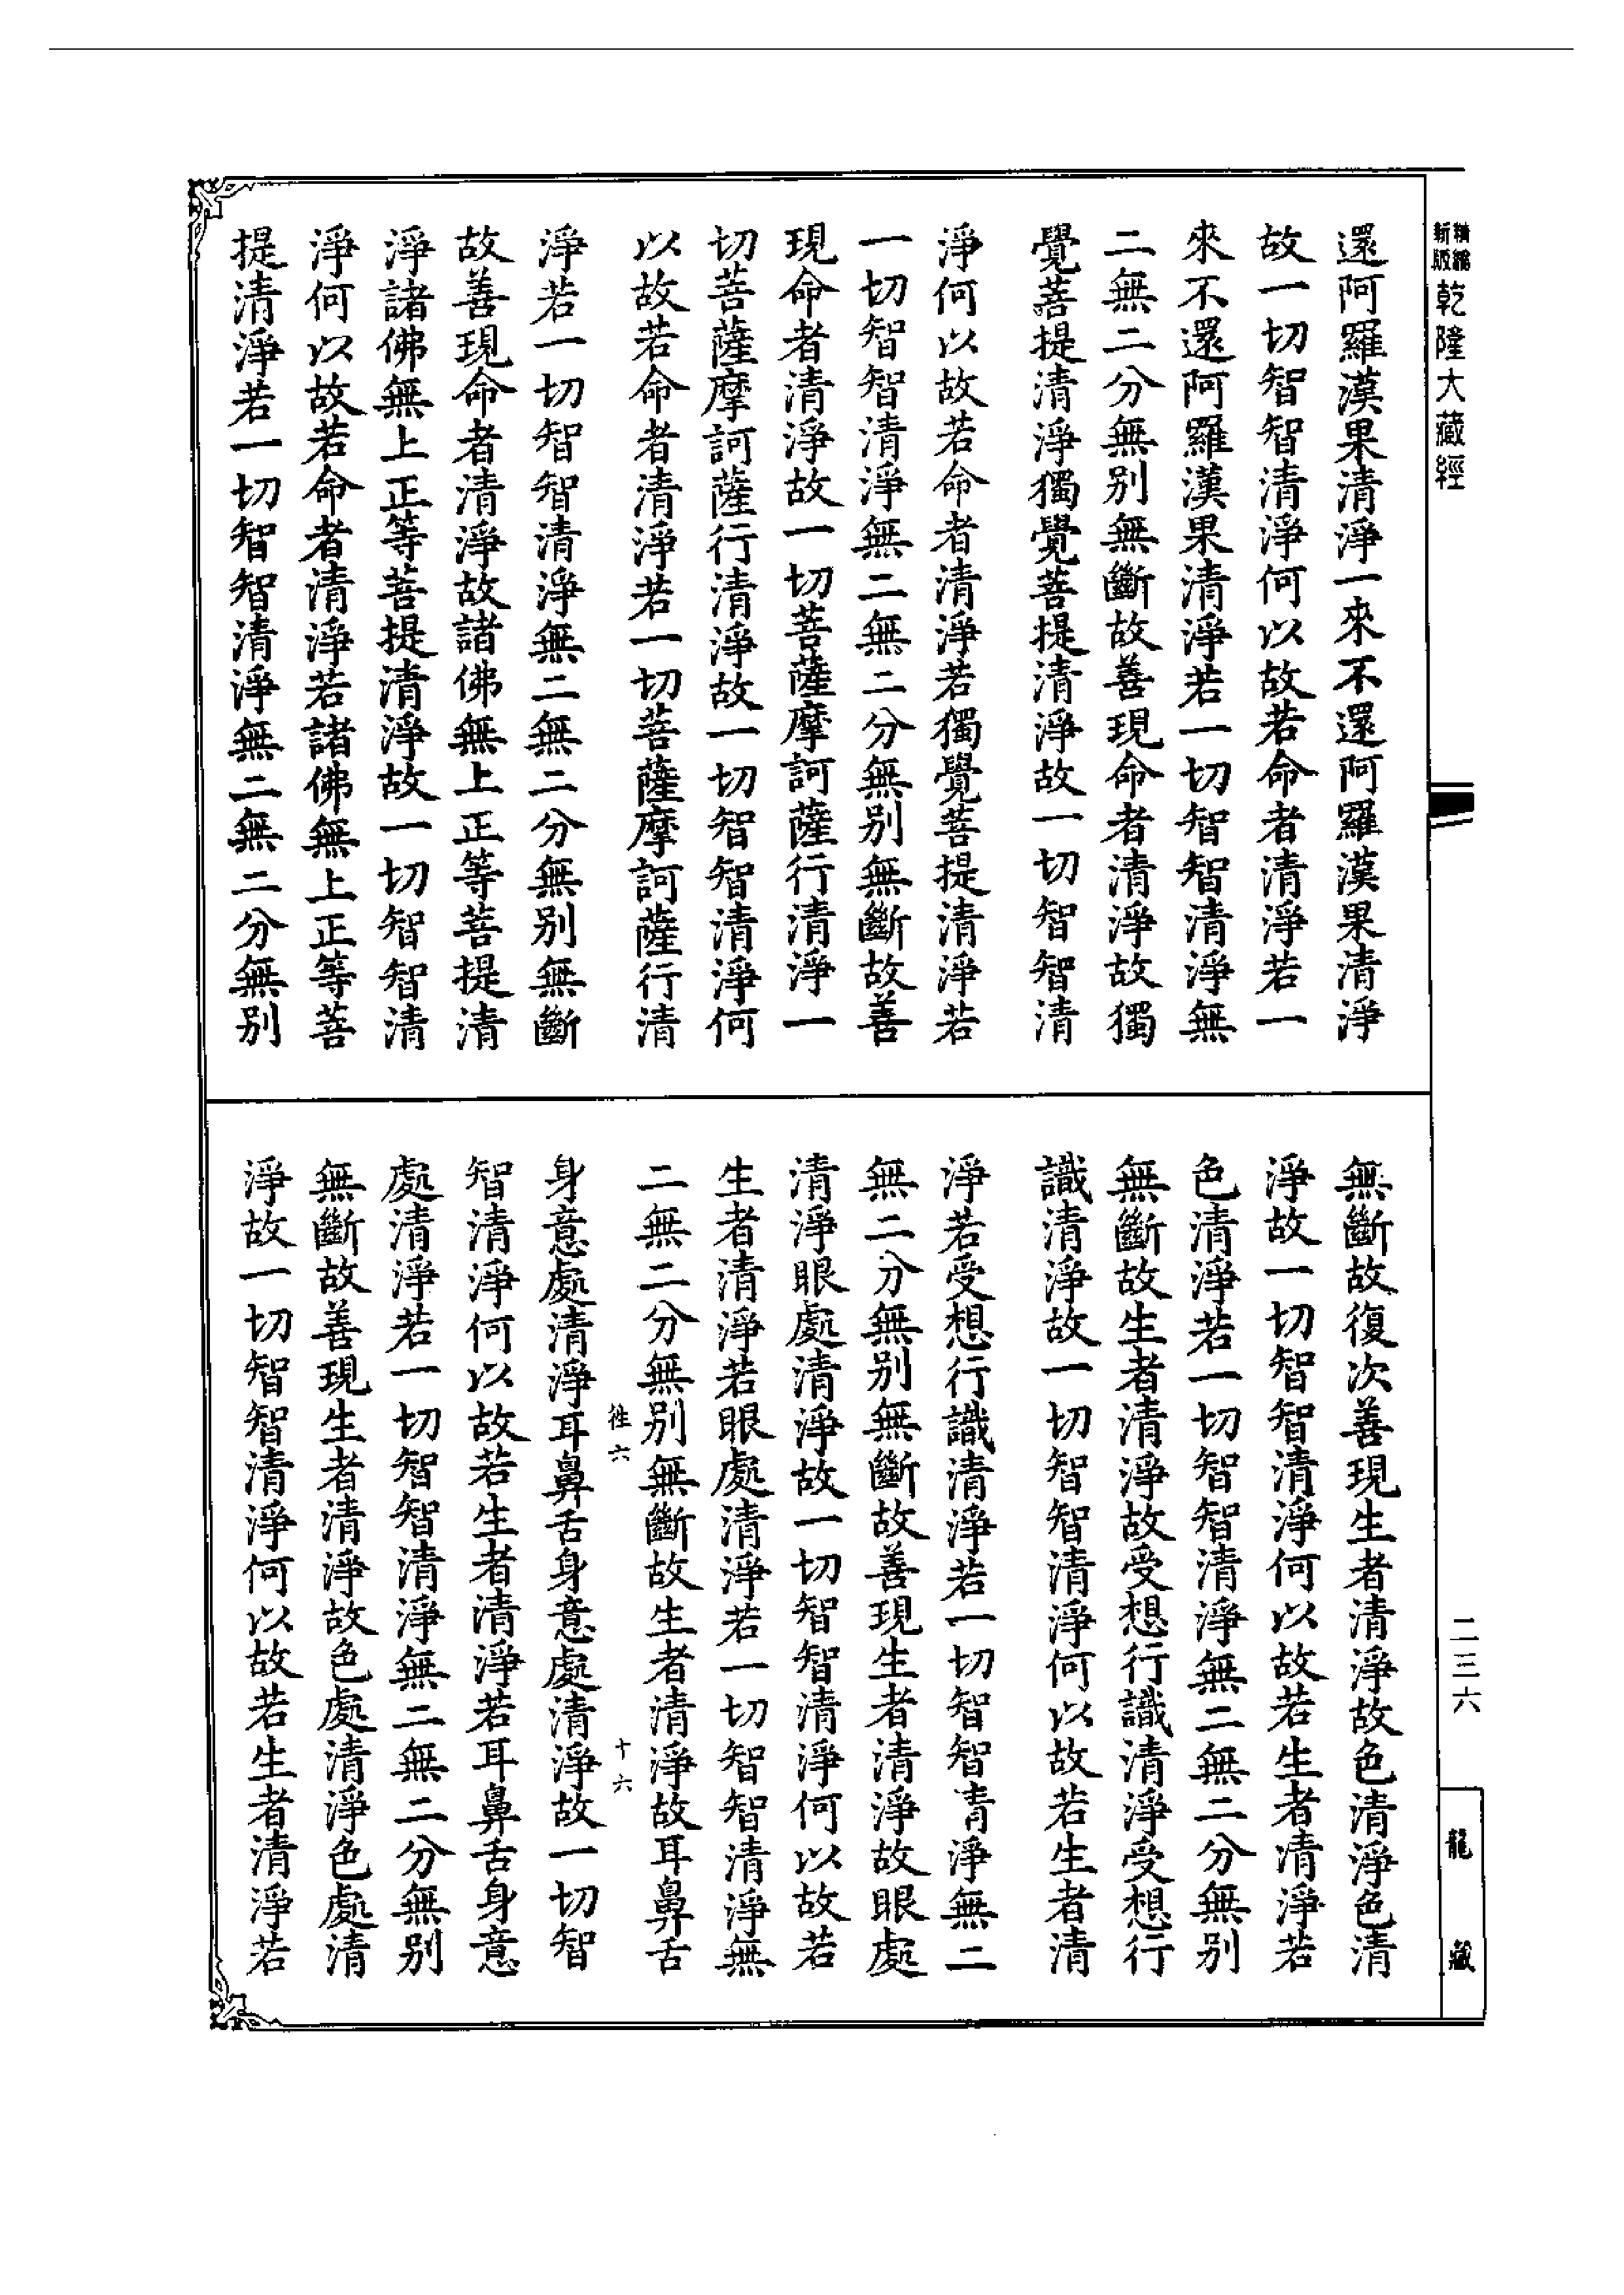 精編新版乾隆大藏經
還阿羅漢果清淨一來不還阿羅漢果清淨
故一切智智清淨何以故若命者清淨若一
來不還阿羅漢果清淨若一切智智清淨無
二無二分無別無斷故善現命者清淨故獨
覺菩提清淨獨覺菩提清淨故一切智智清
淨何以故若命者清淨若獨覺菩提清淨若
一切智智清淨無二無二分無別無斷故善
現命者清淨故一切菩薩摩訶薩行清淨一
切菩薩摩訶薩行清淨故一切智智清淨何
以故若命者清淨若一切菩薩摩訶薩行清
淨若一切智智清淨無二無二分無別無斷
故善現命者清淨故諸佛無上正等菩提清
淨諸佛無上正等菩提清淨故一切智智清
淨何以故若命者清淨若諸佛無上正等菩
提清淨若一切智智清淨無二無二分無別
無斷故復次善現生者清淨故色清淨色清
淨故一切智智清淨何以故若生者清淨若
色清淨若一切智智清淨無二無二分無別
無斷故生者清淨故受想行識清淨受想行
識清淨故一切智智清淨何以故若生者清
淨若受想行識清淨若一切智智清淨無二
無二分無別無斷故善現生者清淨故眼處
清淨眼處清淨故一切智智清淨何以故若
生者清淨若眼處清淨若一切智智清淨無
二無二分無別無斷故生者清淨故耳鼻舌
六 十六
身意處清淨耳鼻舌身意處清淨故一切智
智清淨何以故若生者清淨若耳鼻舌身意
處清淨若一切智智清淨無二無二分無別
無斷故善現生者清淨故色處清淨色處清
淨故一切智智清淨何以故若生者清淨若
二三六
龍藏